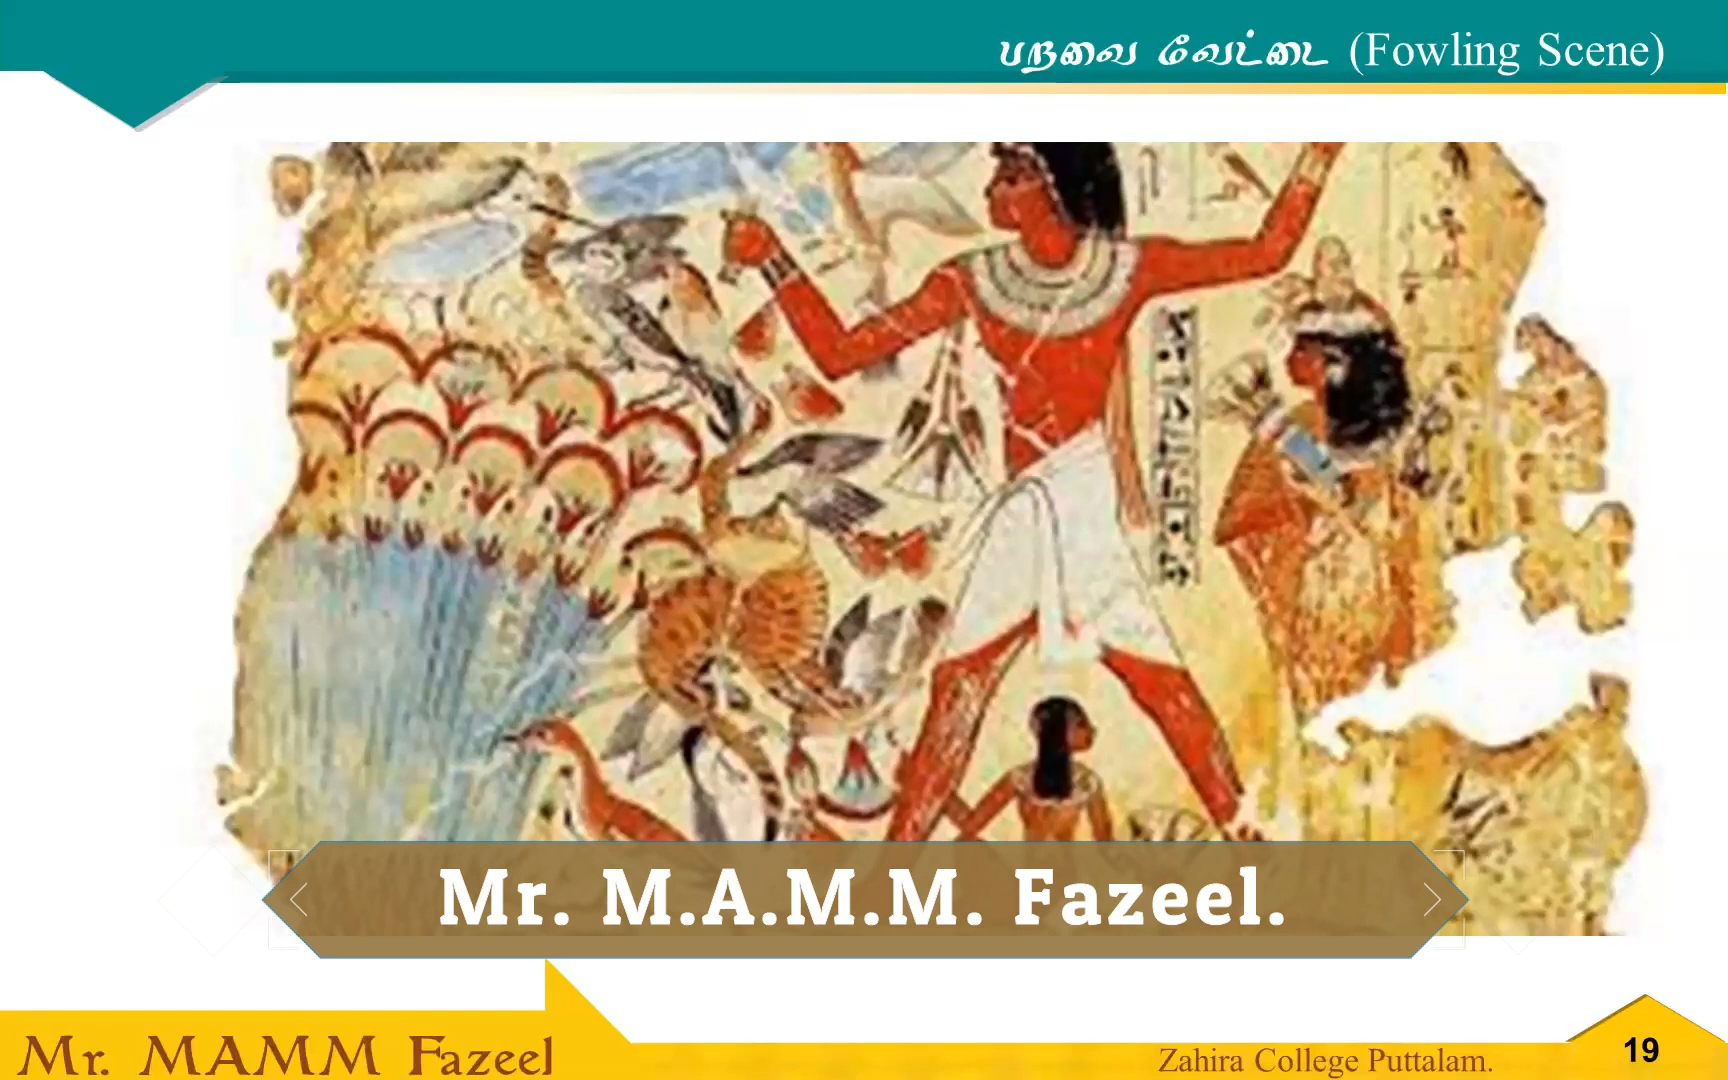 பறவை வேட்டை (Fowling Scene)
Mr. M.A.M.M. Fazeel.
Mr. MAMM Fazeel
Zahira College Puttalam.
19